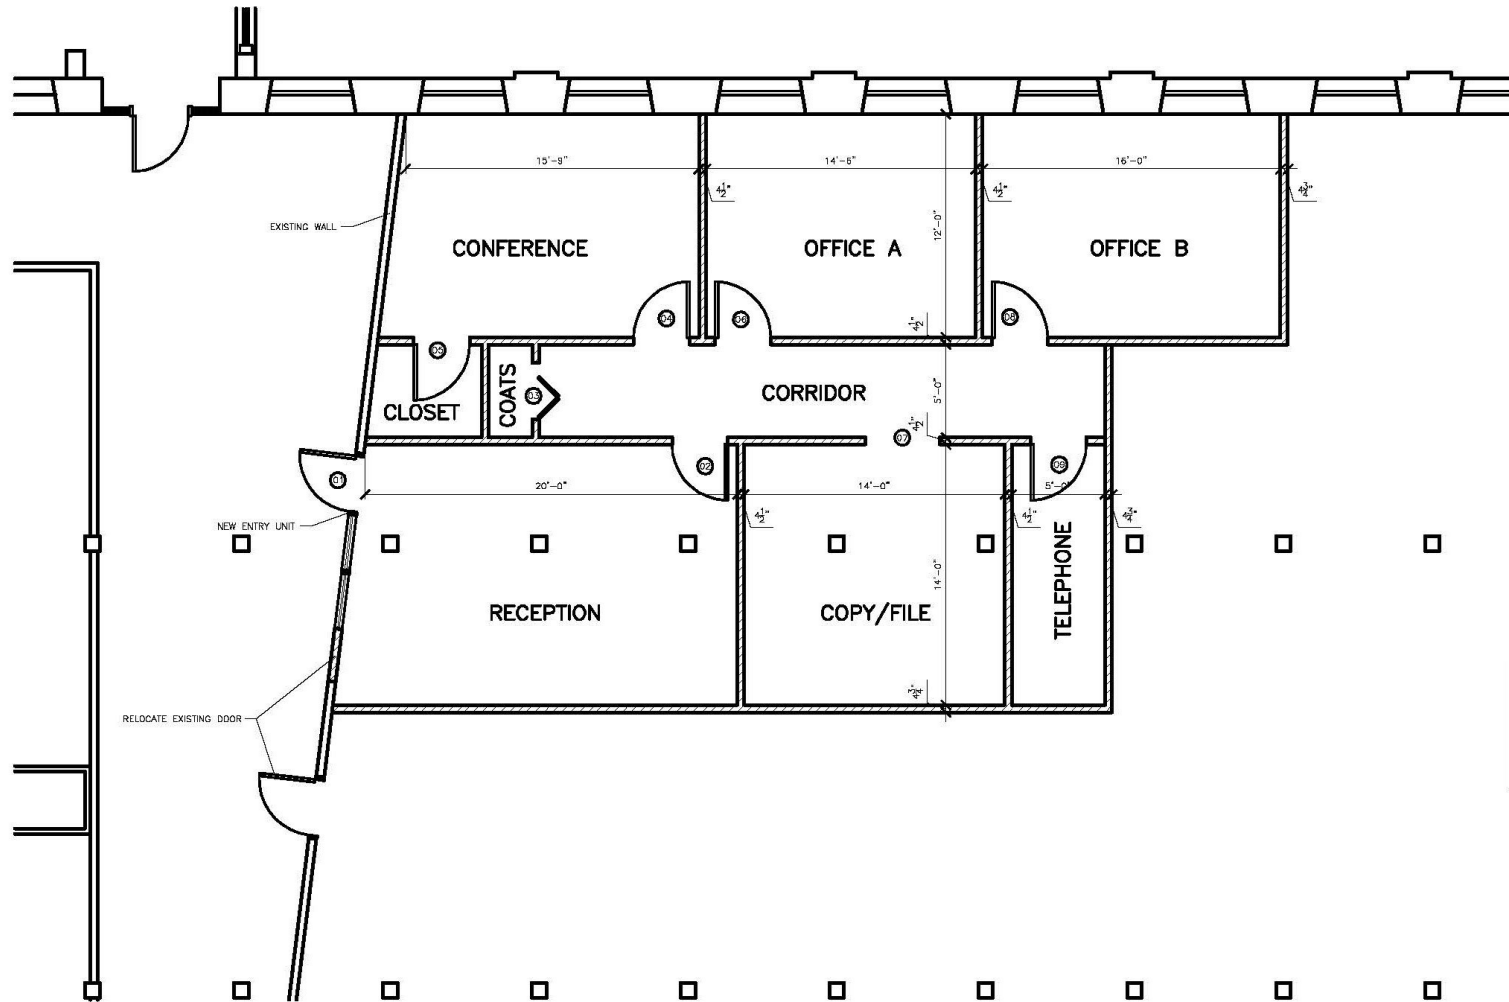 15'-9"
14'-6"
16'-0"
4½"
4½"
4¾"
EXISTING WALL
12'-0"
CONFERENCE
OFFICE A
OFFICE B
04
06
08
4½"
05
COATS
03
CORRIDOR
5'-0"
CLOSET
4½"
07
01
02
09
20'-0"
14'-0"
5'-0"
NEW ENTRY UNIT
4½"
4½"
4¾"
14'-0"
TELEPHONE
RECEPTION
COPY/FILE
4¾"
RELOCATE EXISTING DOOR